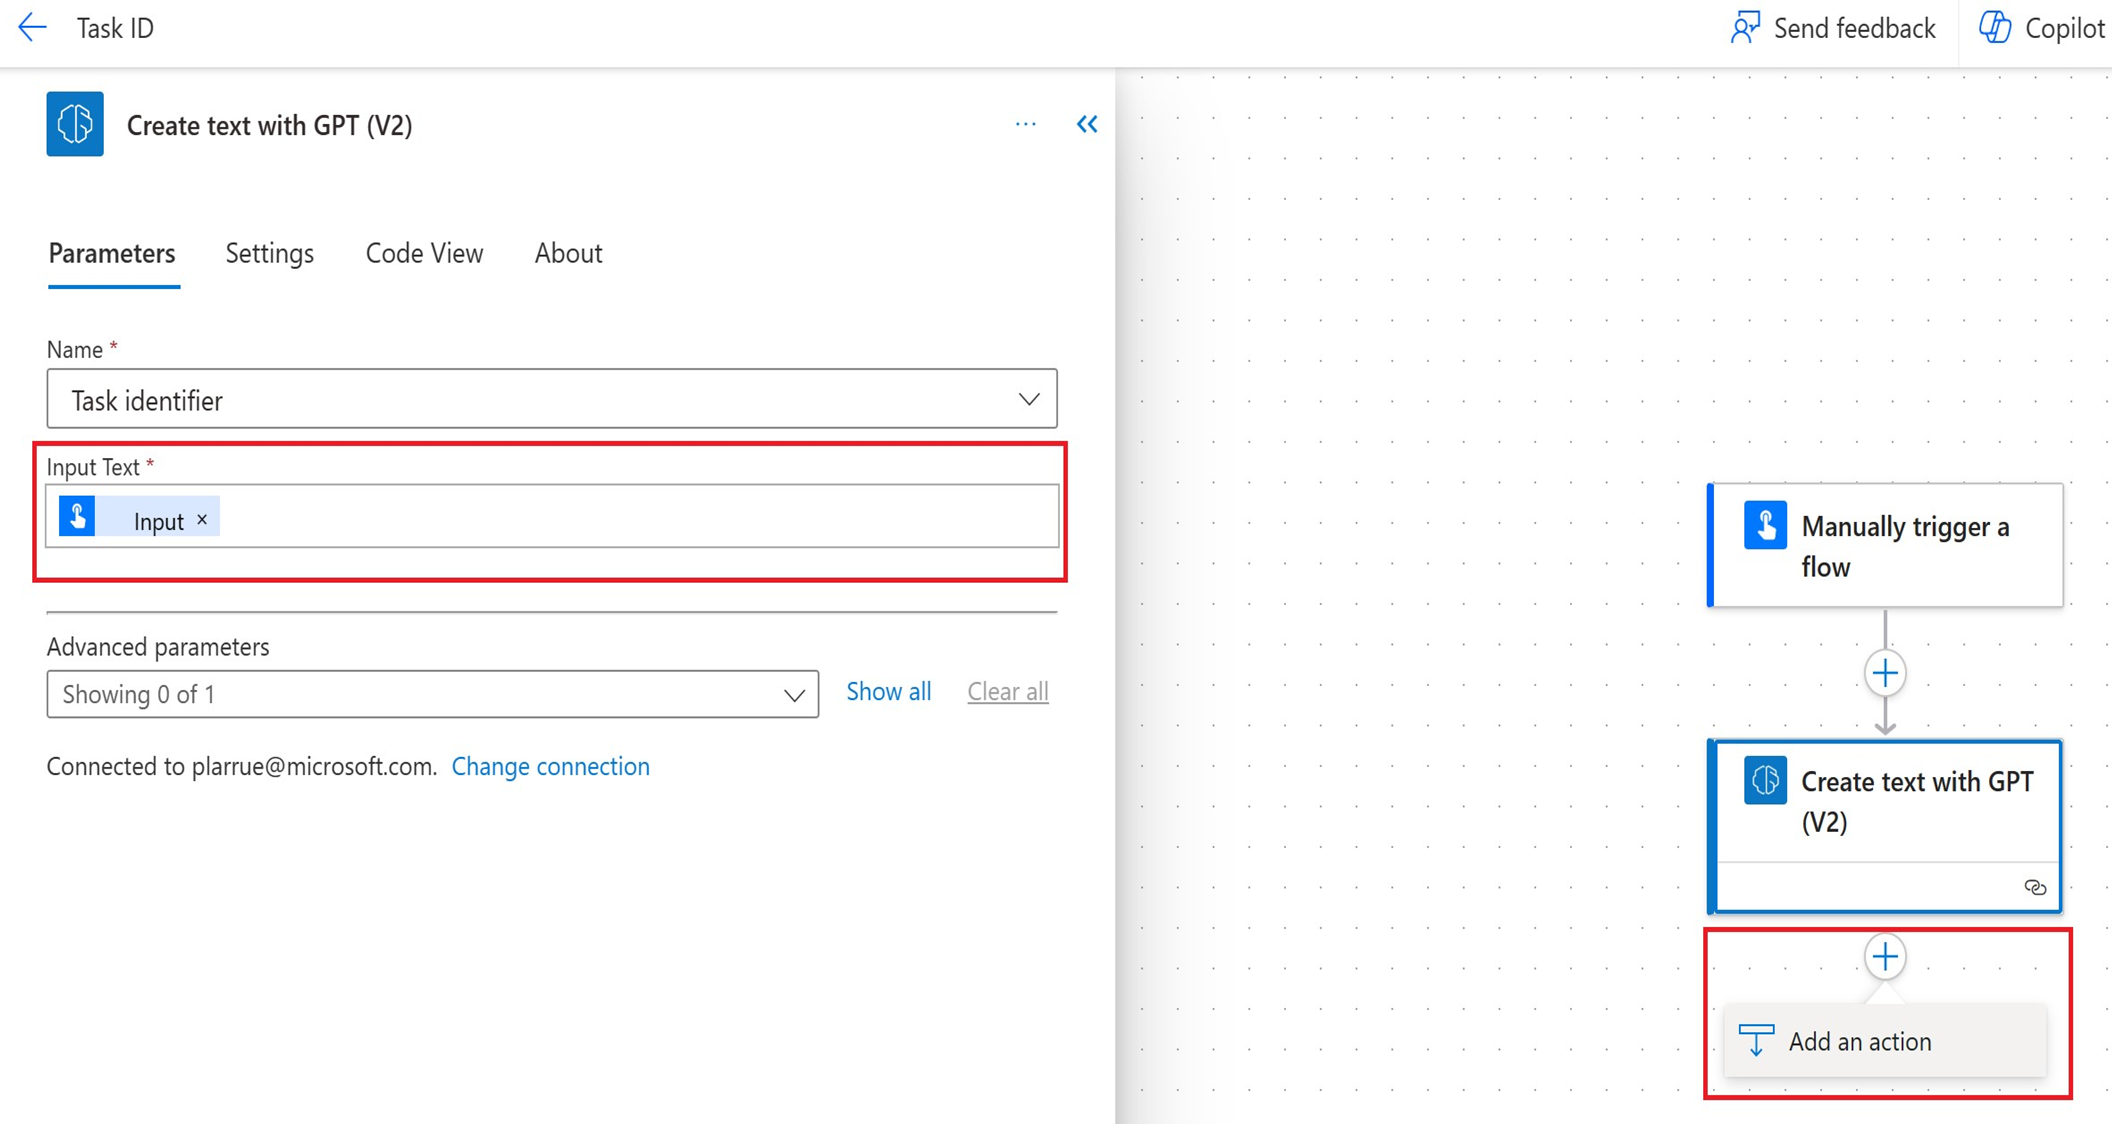 Task ID
Send feedback
Copilot
Create text with GPT (V2)
Parameters
Settings
Code View
About
Name *
Task identifier
Input Text *
Input ×
Advanced parameters
Showing 0 of 1
Show all
Clear all
Connected to plarrue@microsoft.com. Change connection
Manually trigger a
flow
Create text with GPT
(V2)
Add an action